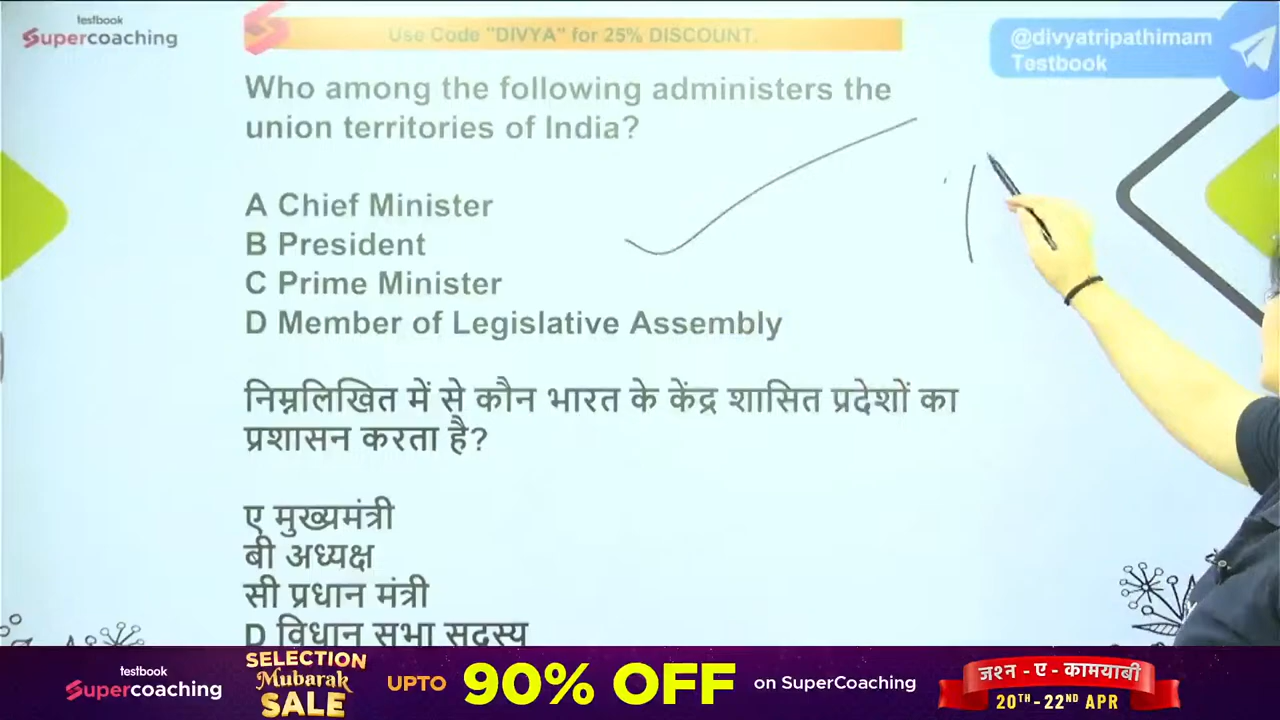 testbook
Supercoaching
Use Code "DIVYA" for 25% DISCOUNT.
@divyatripathimam
Testbook
Who among the following administers the
union territories of India?
A Chief Minister
B President
C Prime Minister
D Member of Legislative Assembly
निम्नलिखित में से कौन भारत के केंद्र शासित प्रदेशों का
प्रशासन करता है?
ए मुख्यमंत्री
बी अध्यक्ष
सी प्रधान मंत्री
D विधान सभा सदस्य
testbook
Supercoaching
SELECTION
Mubarak
SALE
UPTO 90% OFF on SuperCoaching
जश्न - ए - कामयाबी
20TH - 22ND APR